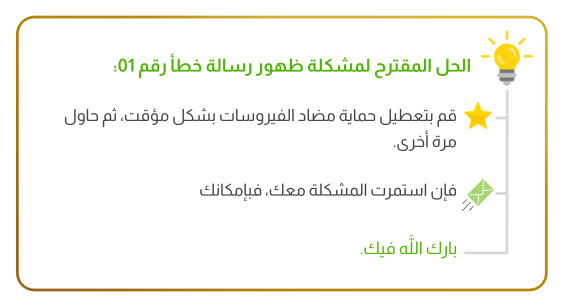 الحل المقترح لمشكلة ظهور رسالة خطأ رقم 01:
قم بتعطيل حماية مضاد الفيروسات بشكل مؤقت، ثم حاول
مرة أخرى.
فإن استمرت المشكلة معك، فبإمكانك
بارك اللَّه فيك.